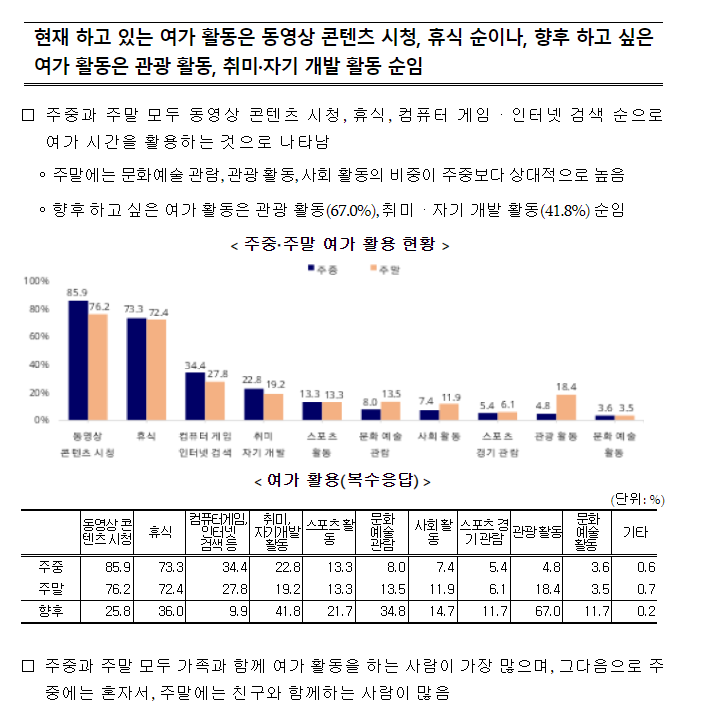 현재 하고 있는 여가 활동은 동영상 콘텐츠 시청, 휴식 순이나, 향후 하고 싶은
여가 활동은 관광 활동, 취미·자기 개발 활동 순임
□ 주중과 주말 모두 동영상 콘텐츠 시청, 휴식, 컴퓨터 게임 · 인터넷 검색 순으로
여가 시간을 활용하는 것으로 나타남
∘ 주말에는 문화예술 관람, 관광 활동, 사회 활동의 비중이 주중보다 상대적으로 높음
∘ 향후 하고 싶은 여가 활동은 관광 활동(67.0%), 취미 · 자기 개발 활동(41.8%) 순임
< 주중·주말 여가 활용 현황 >
주중 주말
100%
80%
60%
40%
20%
0%
85.9 76.2 73.3 72.4 34.4 27.8 22.8 19.2 13.3 13.3 8.0 13.5 7.4 11.9 5.4 6.1 4.8 18.4 3.6 3.5
동영상 휴식 컴퓨터 게임 취미 스포츠 문화 예술 사회 활동 스포츠 관광 활동 문화 예술
콘텐츠 시청 인터넷 검색 자기 개발 활동 관람 경기 관람 활동
< 여가 활용(복수응답) >
(단위: %)
동영상 콘 휴식 컴퓨터게임, 취미, 스포츠 활 문화 사회 활 스포츠 경 관광 활동 문화 기타
텐츠 시청 인터넷 자기개발 동 예술 동 기 관람 예술
검색 등 활동 관람 활동
주중 85.9 73.3 34.4 22.8 13.3 8.0 7.4 5.4 4.8 3.6 0.6
주말 76.2 72.4 27.8 19.2 13.3 13.5 11.9 6.1 18.4 3.5 0.7
향후 25.8 36.0 9.9 41.8 21.7 34.8 14.7 11.7 67.0 11.7 0.2
□ 주중과 주말 모두 가족과 함께 여가 활동을 하는 사람이 가장 많으며, 그다음으로 주
중에는 혼자서, 주말에는 친구와 함께하는 사람이 많음